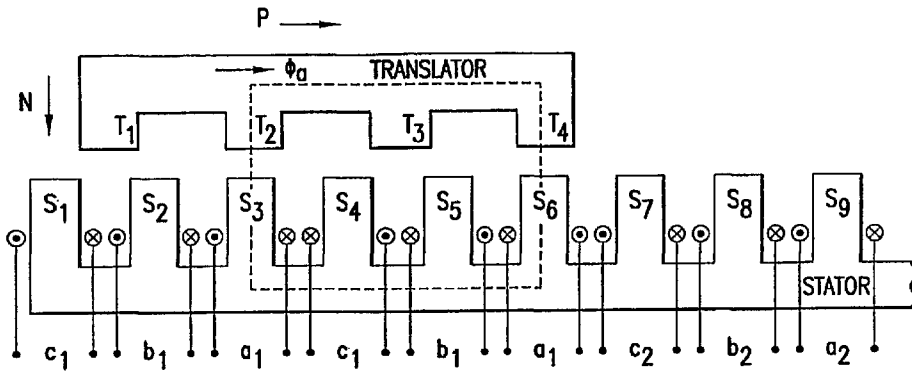 P
N
ϕa TRANSLATOR
T1 T2 T3 T4
S1 S2 S3 S4 S5 S6 S7 S8 S9
STATOR
c1 b1 a1 c1 b1 a1 c2 b2 a2